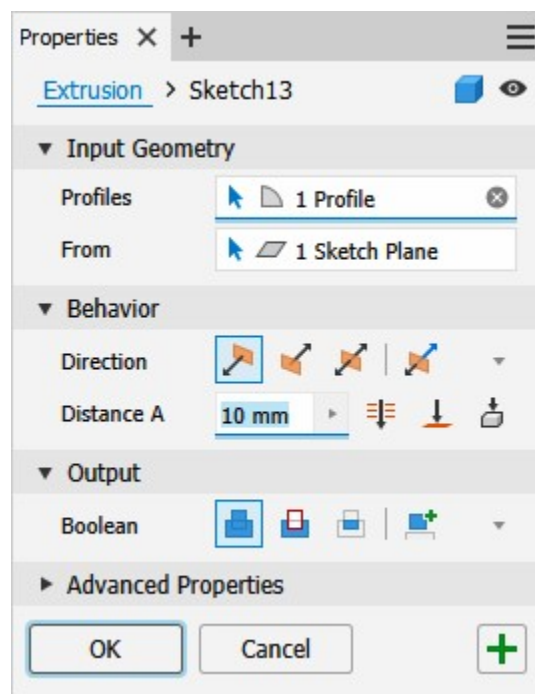 Properties
Extrusion > Sketch13
Input Geometry
Profiles 1 Profile
From 1 Sketch Plane
Behavior
Direction
Distance A 10 mm
Output
Boolean
Advanced Properties
OK Cancel